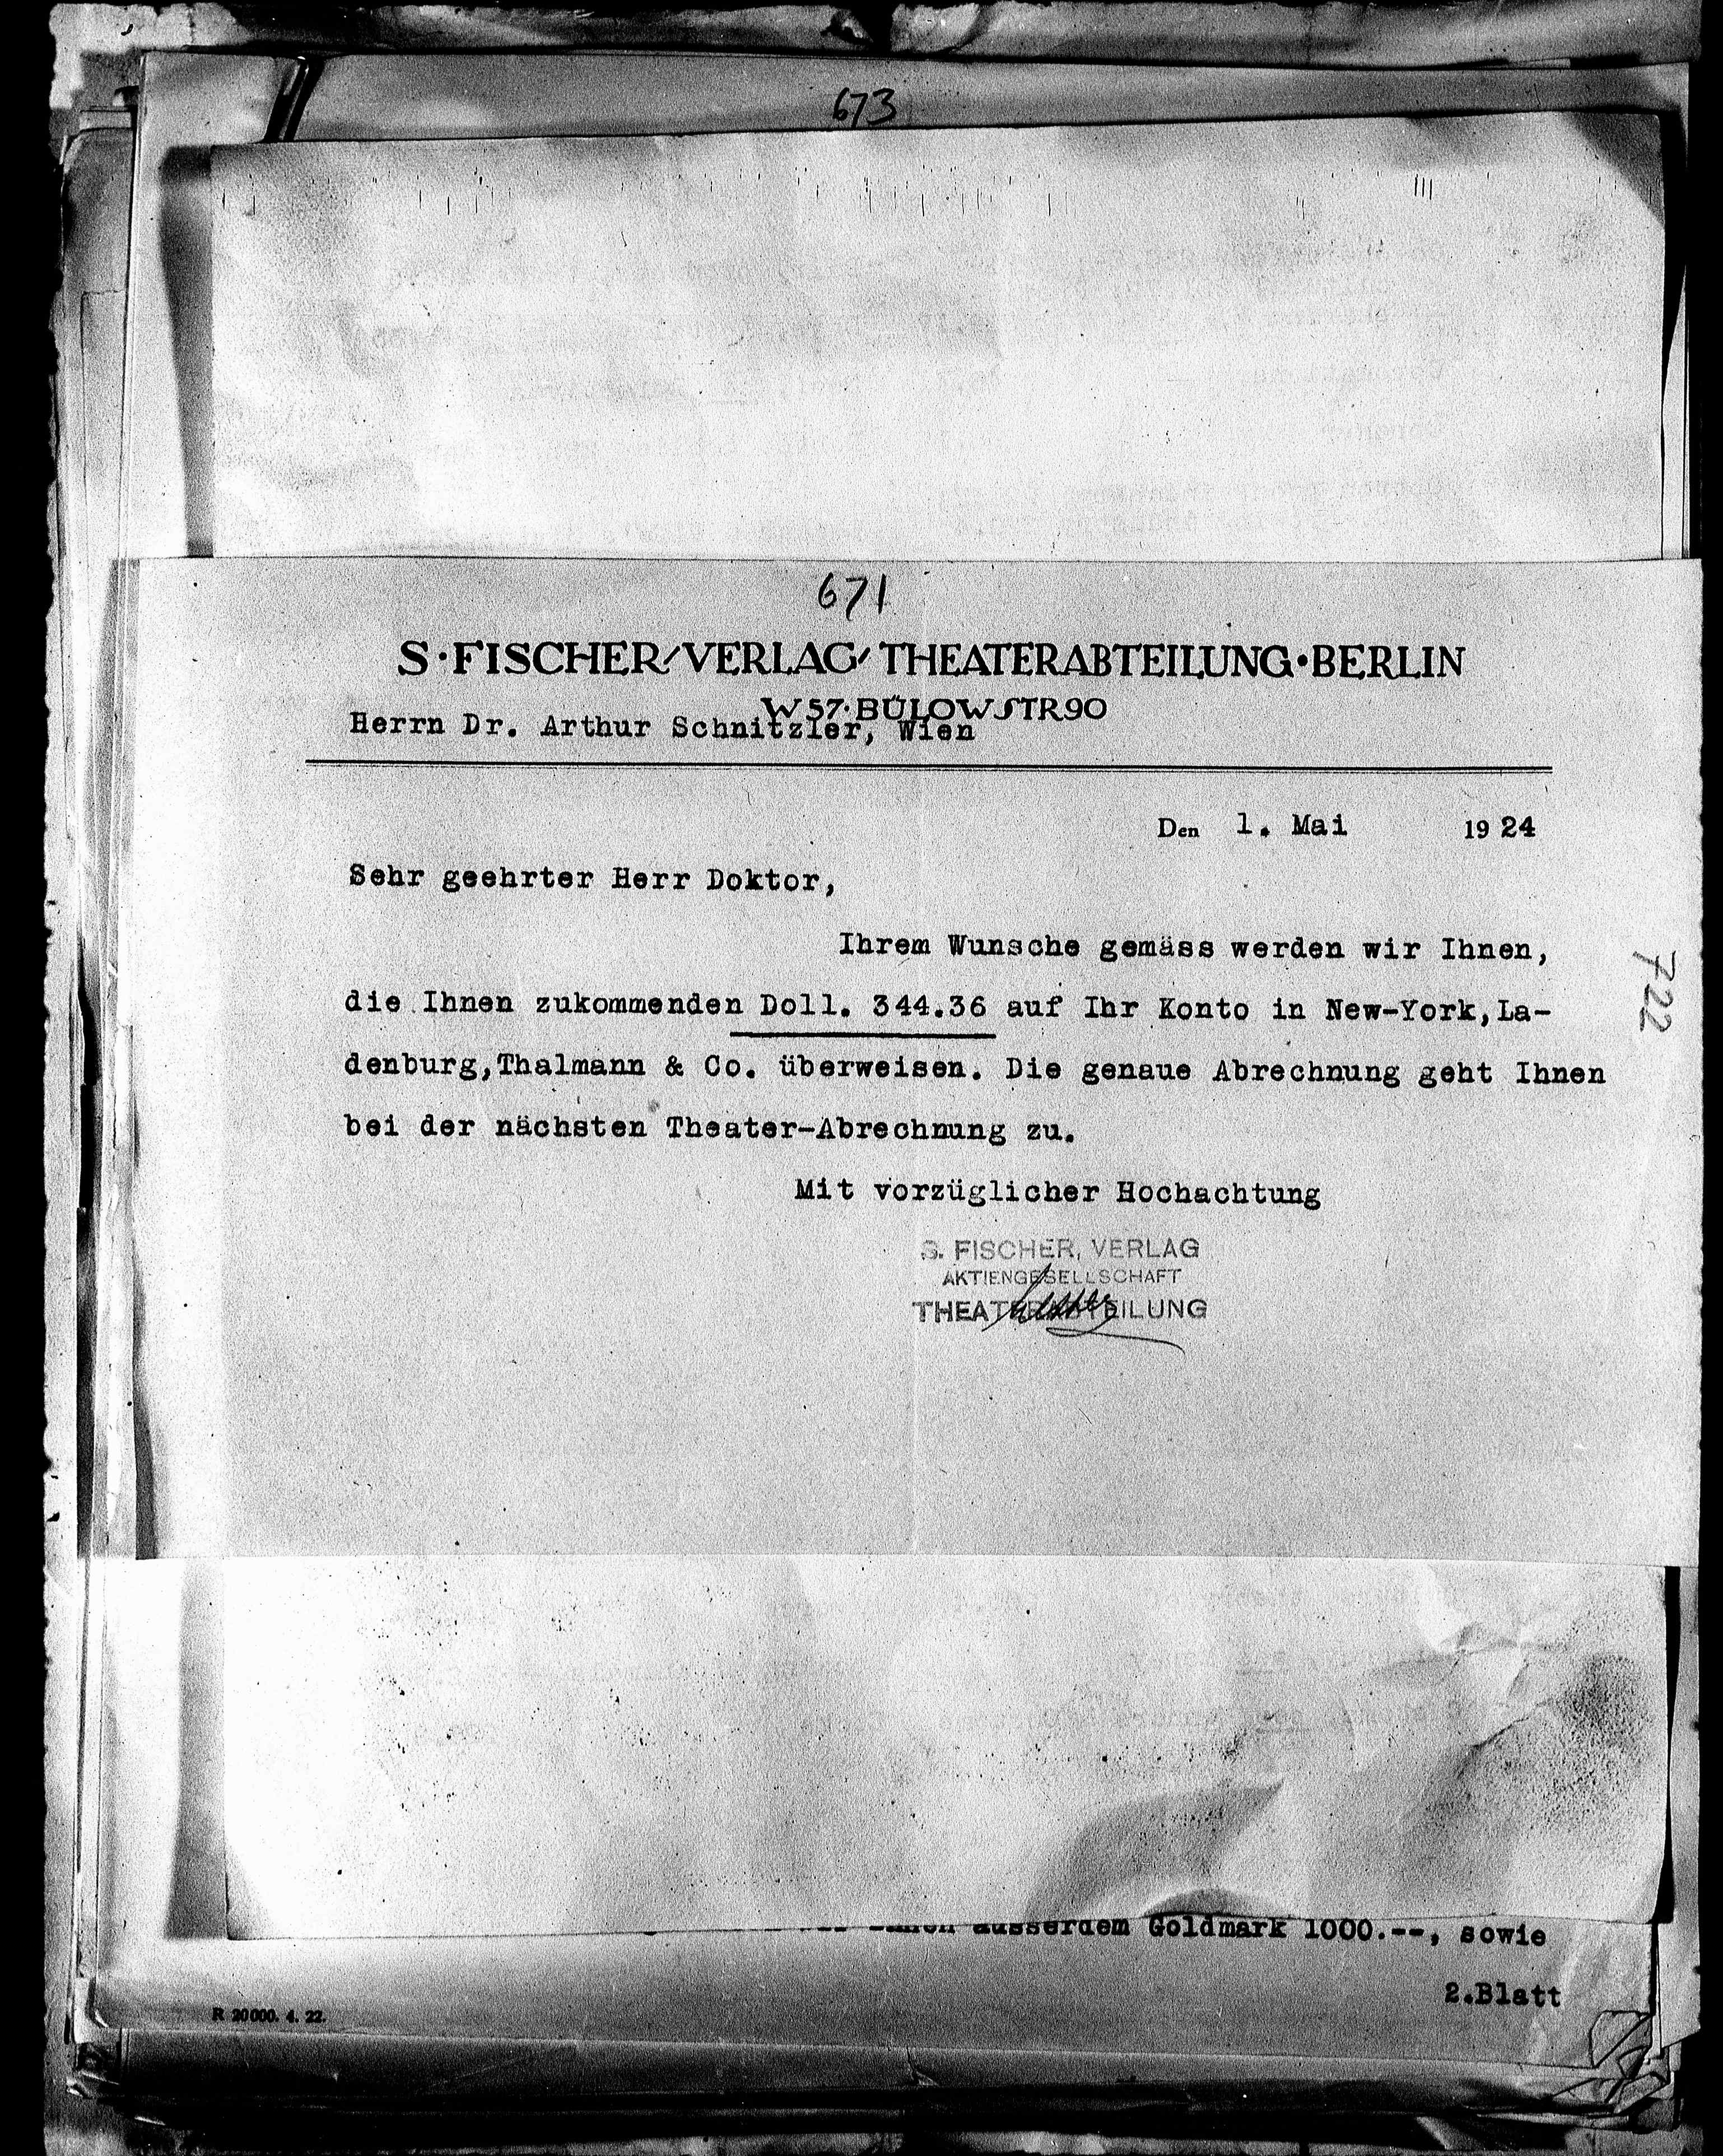 673
671
S·FISCHER/VERLAG/THEATERABTEILUNG·BERLIN
W57·BÜLOWSTR90
Herrn Dr. Arthur Schnitzler, Wien
Den 1. Mai 1924
Sehr geehrter Herr Doktor,
Ihrem Wunsche gemäss werden wir Ihnen,
die Ihnen zukommenden Doll. 344.36 auf Ihr Konto in New-York,La-
denburg,Thalmann & Co. überweisen. Die genaue Abrechnung geht Ihnen
bei der nächsten Theater-Abrechnung zu.
Mit vorzüglicher Hochachtung
S. FISCHER, VERLAG
AKTIENGESELLSCHAFT
THEATERABTEILUNG
722
ausserdem Goldmark 1000.--, sowie
2.Blatt
R 20000. 4. 22.